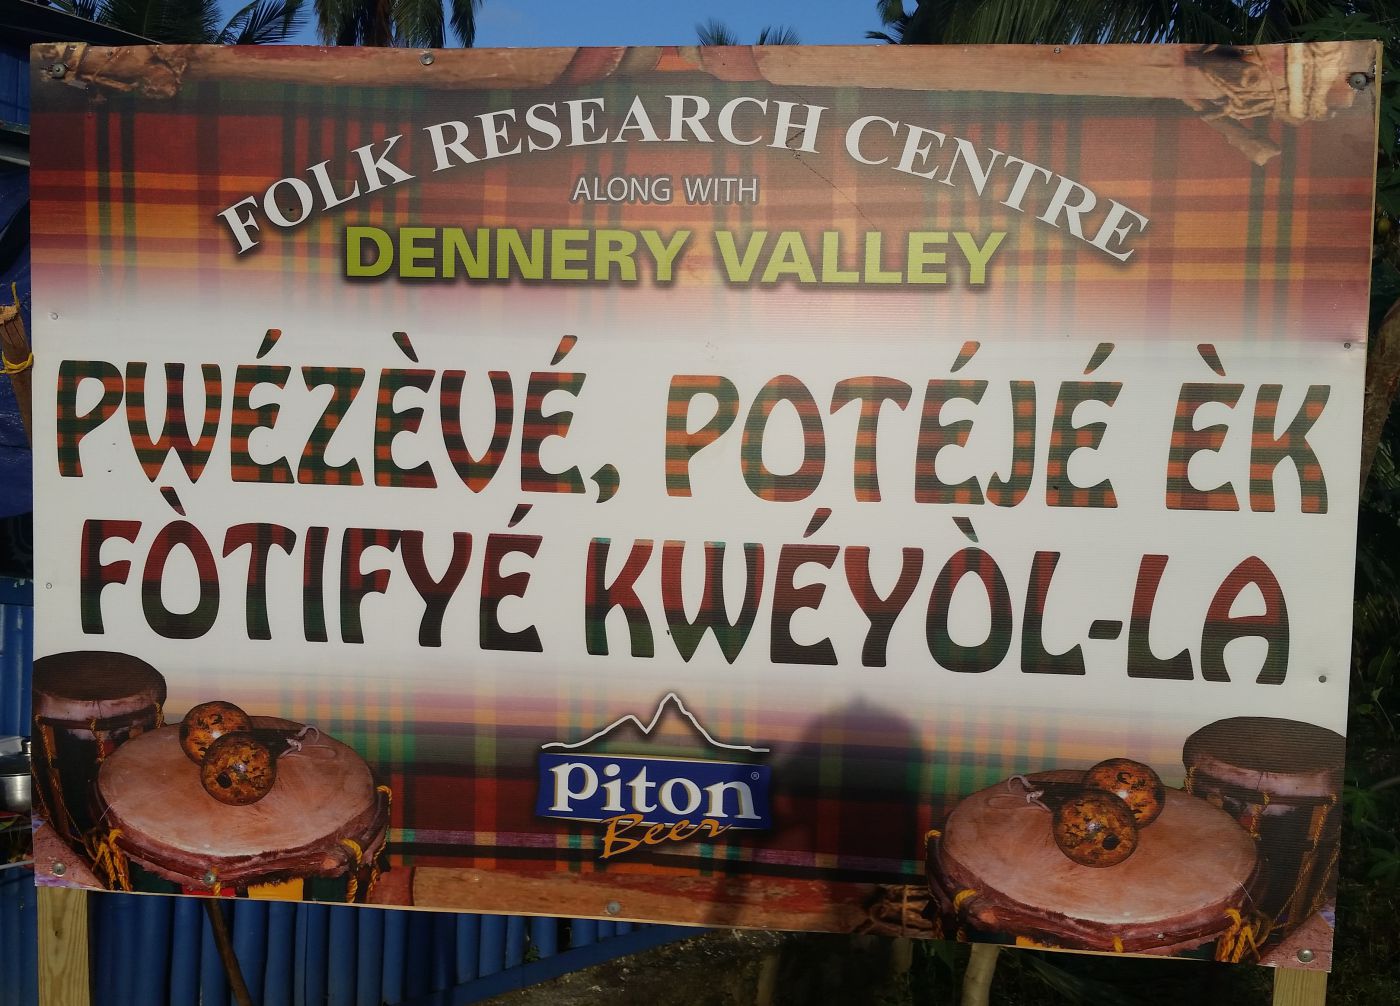 FOLK RESEARCH CENTRE
ALONG WITH
DENNERY VALLEY
PWÉZÈVÉ, POTÉJÉ ÈK
FÒTIFYÉ KWÉYÒL-LA
Piton®
Beer